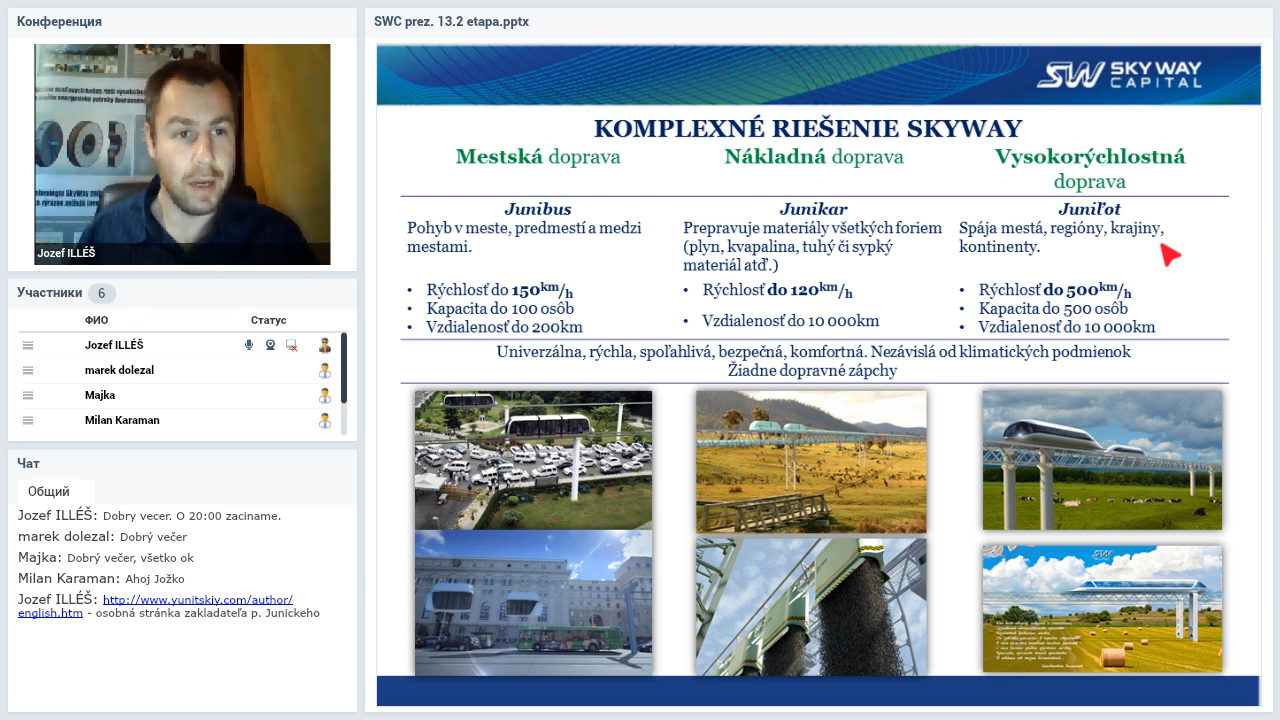 Конференция
Jozef ILLÉŠ
Участники 6
ФИО Статус
Jozef ILLÉŠ
marek dolezal
Majka
Milan Karaman
Чат
Общий
Jozef ILLÉŠ: Dobry vecer. O 20:00 zaciname.
marek dolezal: Dobrý večer
Majka: Dobrý večer, všetko ok
Milan Karaman: Ahoj Jožko
Jozef ILLÉŠ: http://www.yunitskiy.com/author/
english.htm - osobná stránka zakladateľa p. Junickeho
SWC prez. 13.2 etapa.pptx
SW SKY WAY
CAPITAL
KOMPLEXNÉ RIEŠENIE SKYWAY
Mestská doprava
Nákladná doprava
Vysokorýchlostná
doprava
Junibus
Pohyb v meste, predmestí a medzi
mestami.
• Rýchlosť do 150km/h
• Kapacita do 100 osôb
• Vzdialenosť do 200km
Junikar
Prepravuje materiály všetkých foriem
(plyn, kvapalina, tuhý či sypký
materiál atď.)
• Rýchlosť do 120km/h
• Vzdialenosť do 10 000km
Juniľot
Spája mestá, regióny, krajiny,
kontinenty.
• Rýchlosť do 500km/h
• Kapacita do 500 osôb
• Vzdialenosť do 10 000km
Univerzálna, rýchla, spoľahlivá, bezpečná, komfortná. Nezávislá od klimatických podmienok
Žiadne dopravné zápchy